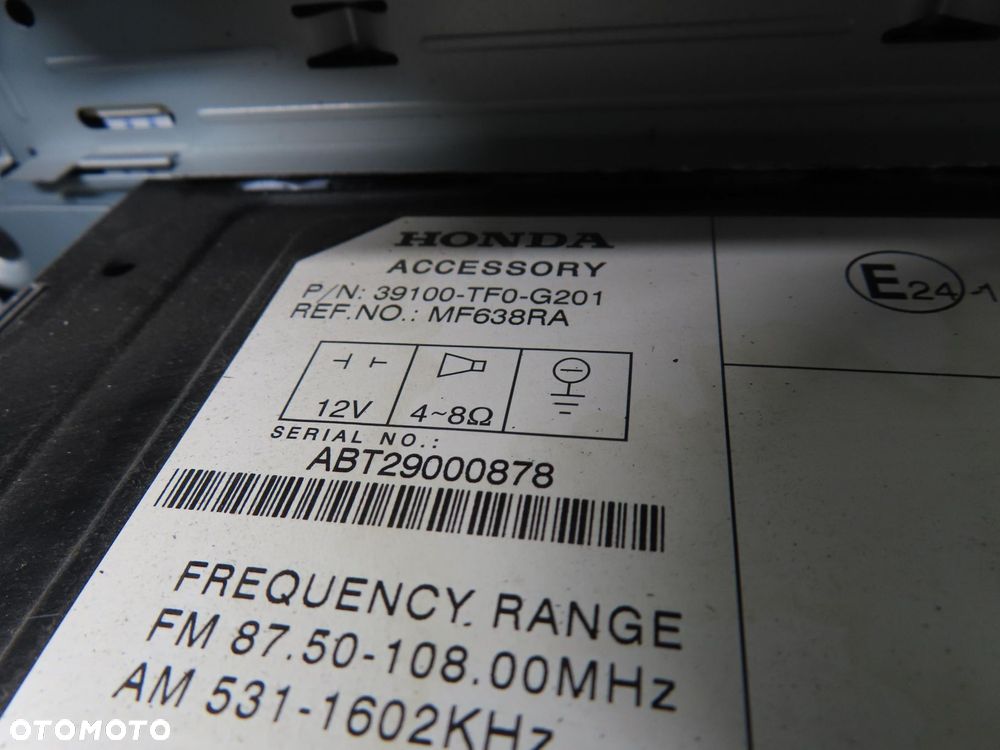 HONDA
ACCESSORY
P/N: 39100-TF0-G201
REF.NO.: MF638RA
E24
12V
4~8Ω
SERIAL NO.:
ABT29000878
FREQUENCY RANGE
FM 87.50-108.00MHz
AM 531-1602KHz
OTOMOTO